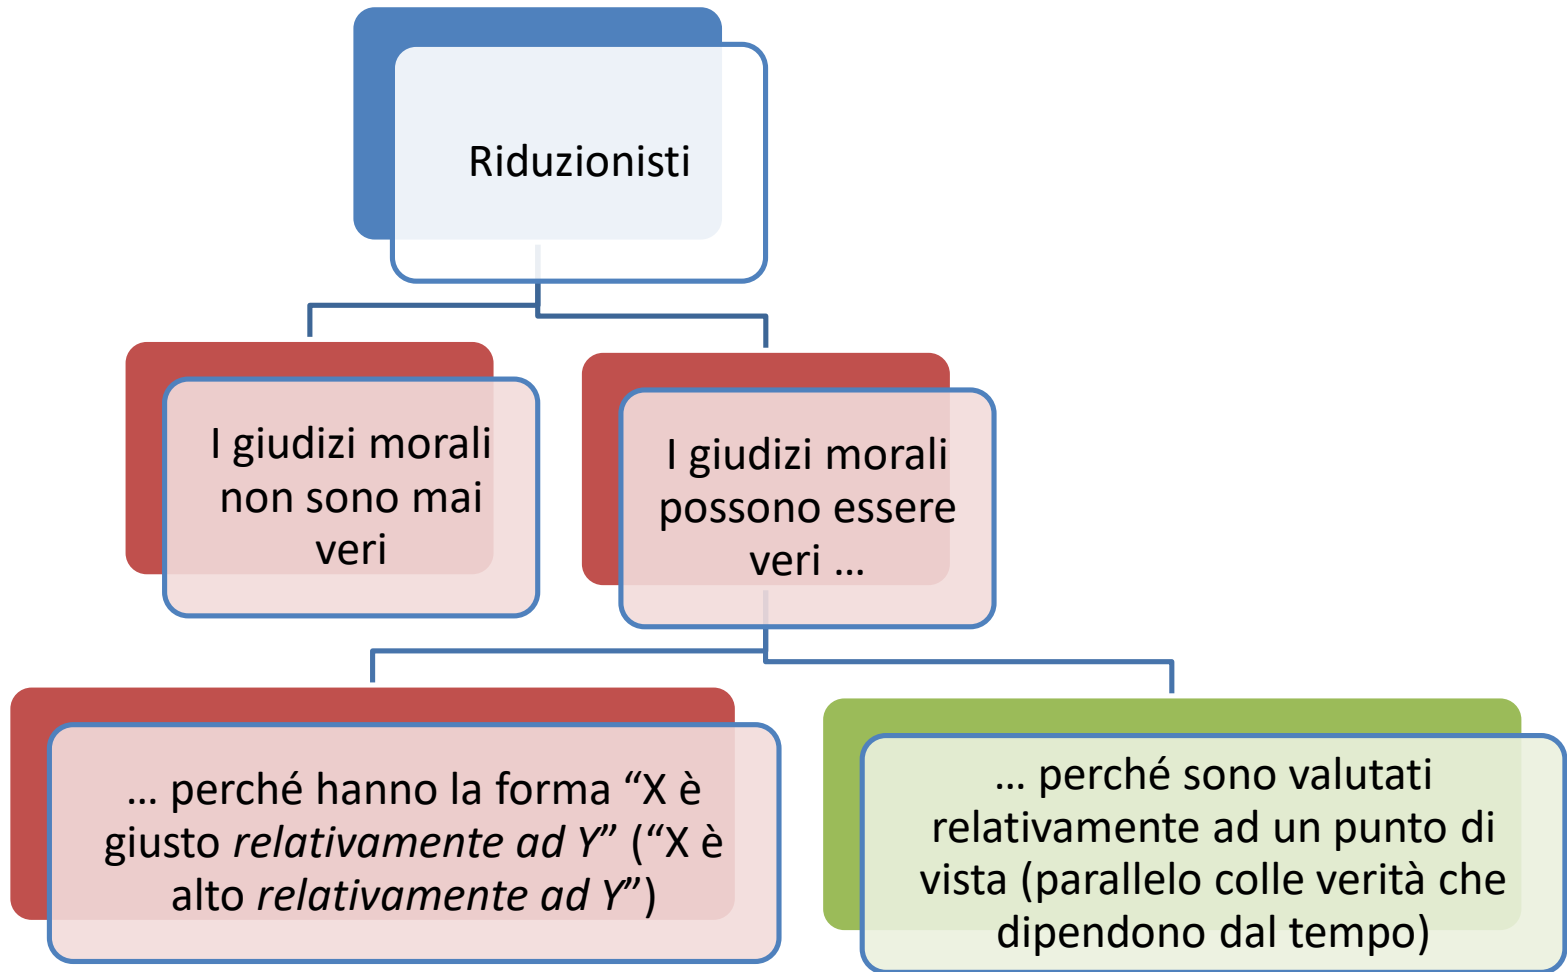 Riduzionisti
I giudizi morali
non sono mai
veri
I giudizi morali
possono essere
veri …
… perché hanno la forma “X è
giusto relativamente ad Y” (“X è
alto relativamente ad Y”)
… perché sono valutati
relativamente ad un punto di
vista (parallelo colle verità che
dipendono dal tempo)